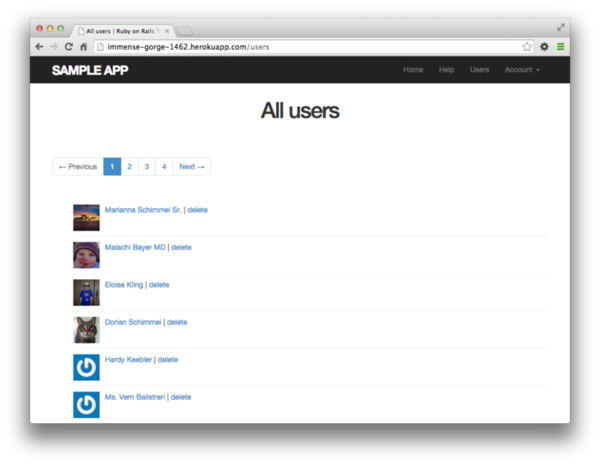 All users | Ruby on Rails T
immense-gorge-1462.herokuapp.com/users
SAMPLE APP
Home Help Users Account
All users
← Previous 1 2 3 4 Next →
Marianna Schimmel Sr. | delete
Malachi Bayer MD | delete
Eloise Kling | delete
Dorian Schimmel | delete
Hardy Keebler | delete
Ms. Vern Balistreri | delete